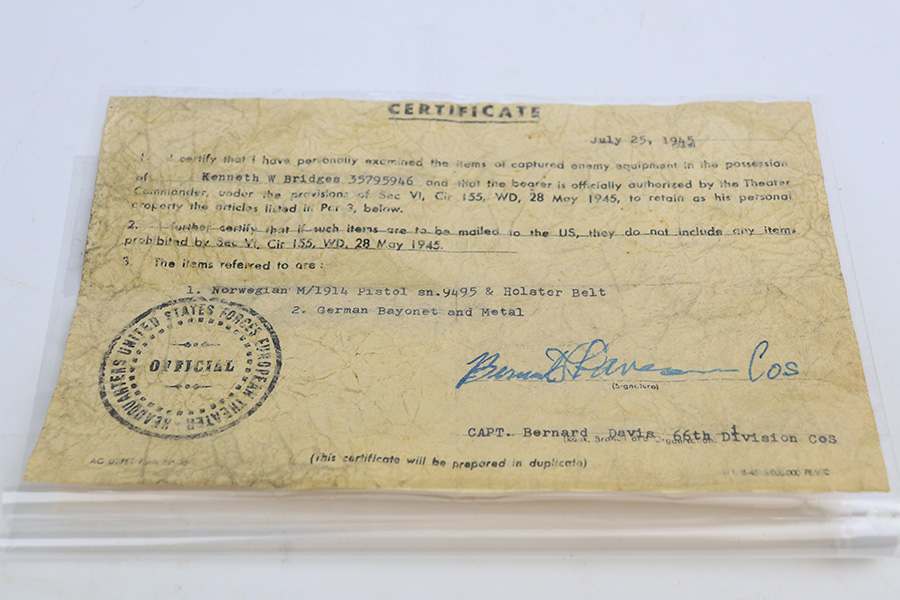 CERTIFICATE
July 25, 1945
1. I certify that I have personally examined the items of captured enemy equipment in the possession
of Kenneth W Bridges 35795946 and that the bearer is officially authorized by the Theater
Commander, under the provisions of Sec VI, Cir 155, WD, 28 May 1945, to retain as his personal
property the articles listed in Par 3, below.
2. I further certify that if such items are to be mailed to the US, they do not include any items
prohibited by Sec VI, Cir 155, WD, 28 May 1945.
3. The items referred to are:
1. Norwegian M/1914 Pistol sn.9495 & Holster Belt
2. German Bayonet and Metal
HEADQUARTERS UNITED STATES FORCES EUROPEAN THEATER
OFFICIAL
Cos
(Signature)
CAPT. Bernard Davis 66th Division Cos
(Rank, Branch and Organization)
(this certificate will be prepared in duplicate)
AG Form